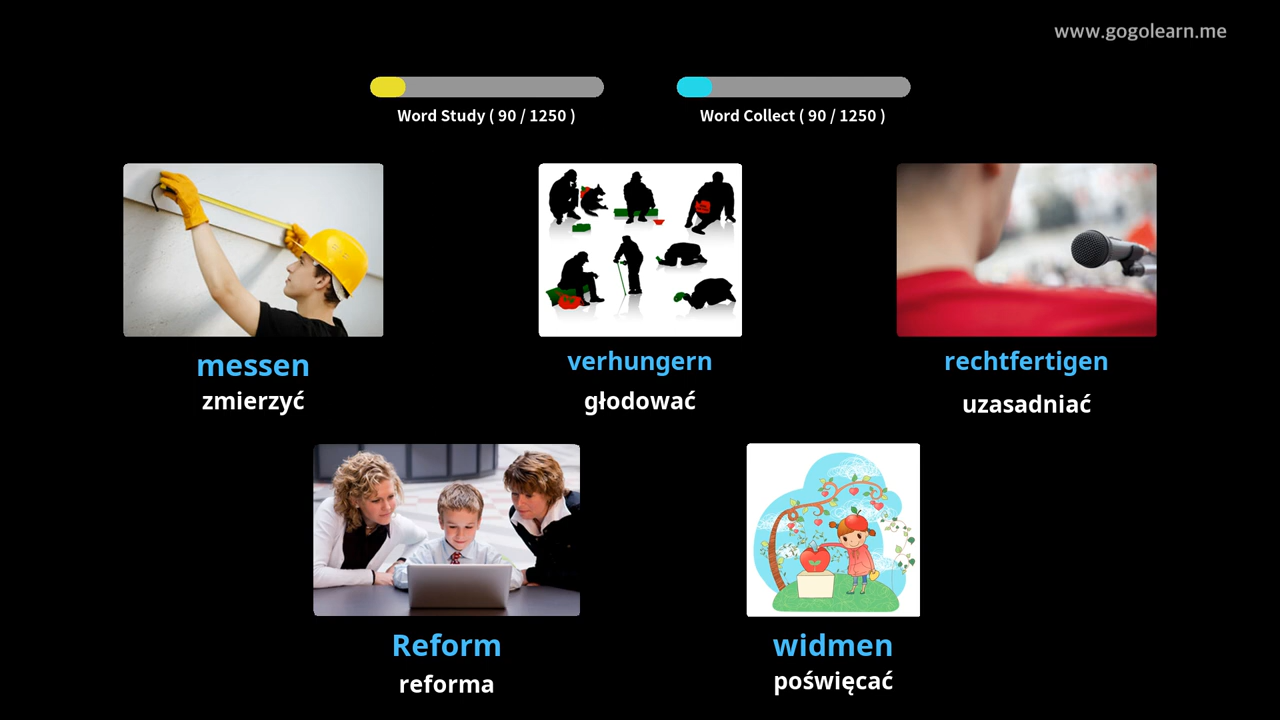 www.gogolearn.me
Word Study ( 90 / 1250 )
Word Collect ( 90 / 1250 )
messen
zmierzyć
verhungern
głodować
rechtfertigen
uzasadniać
Reform
reforma
widmen
poświęcać